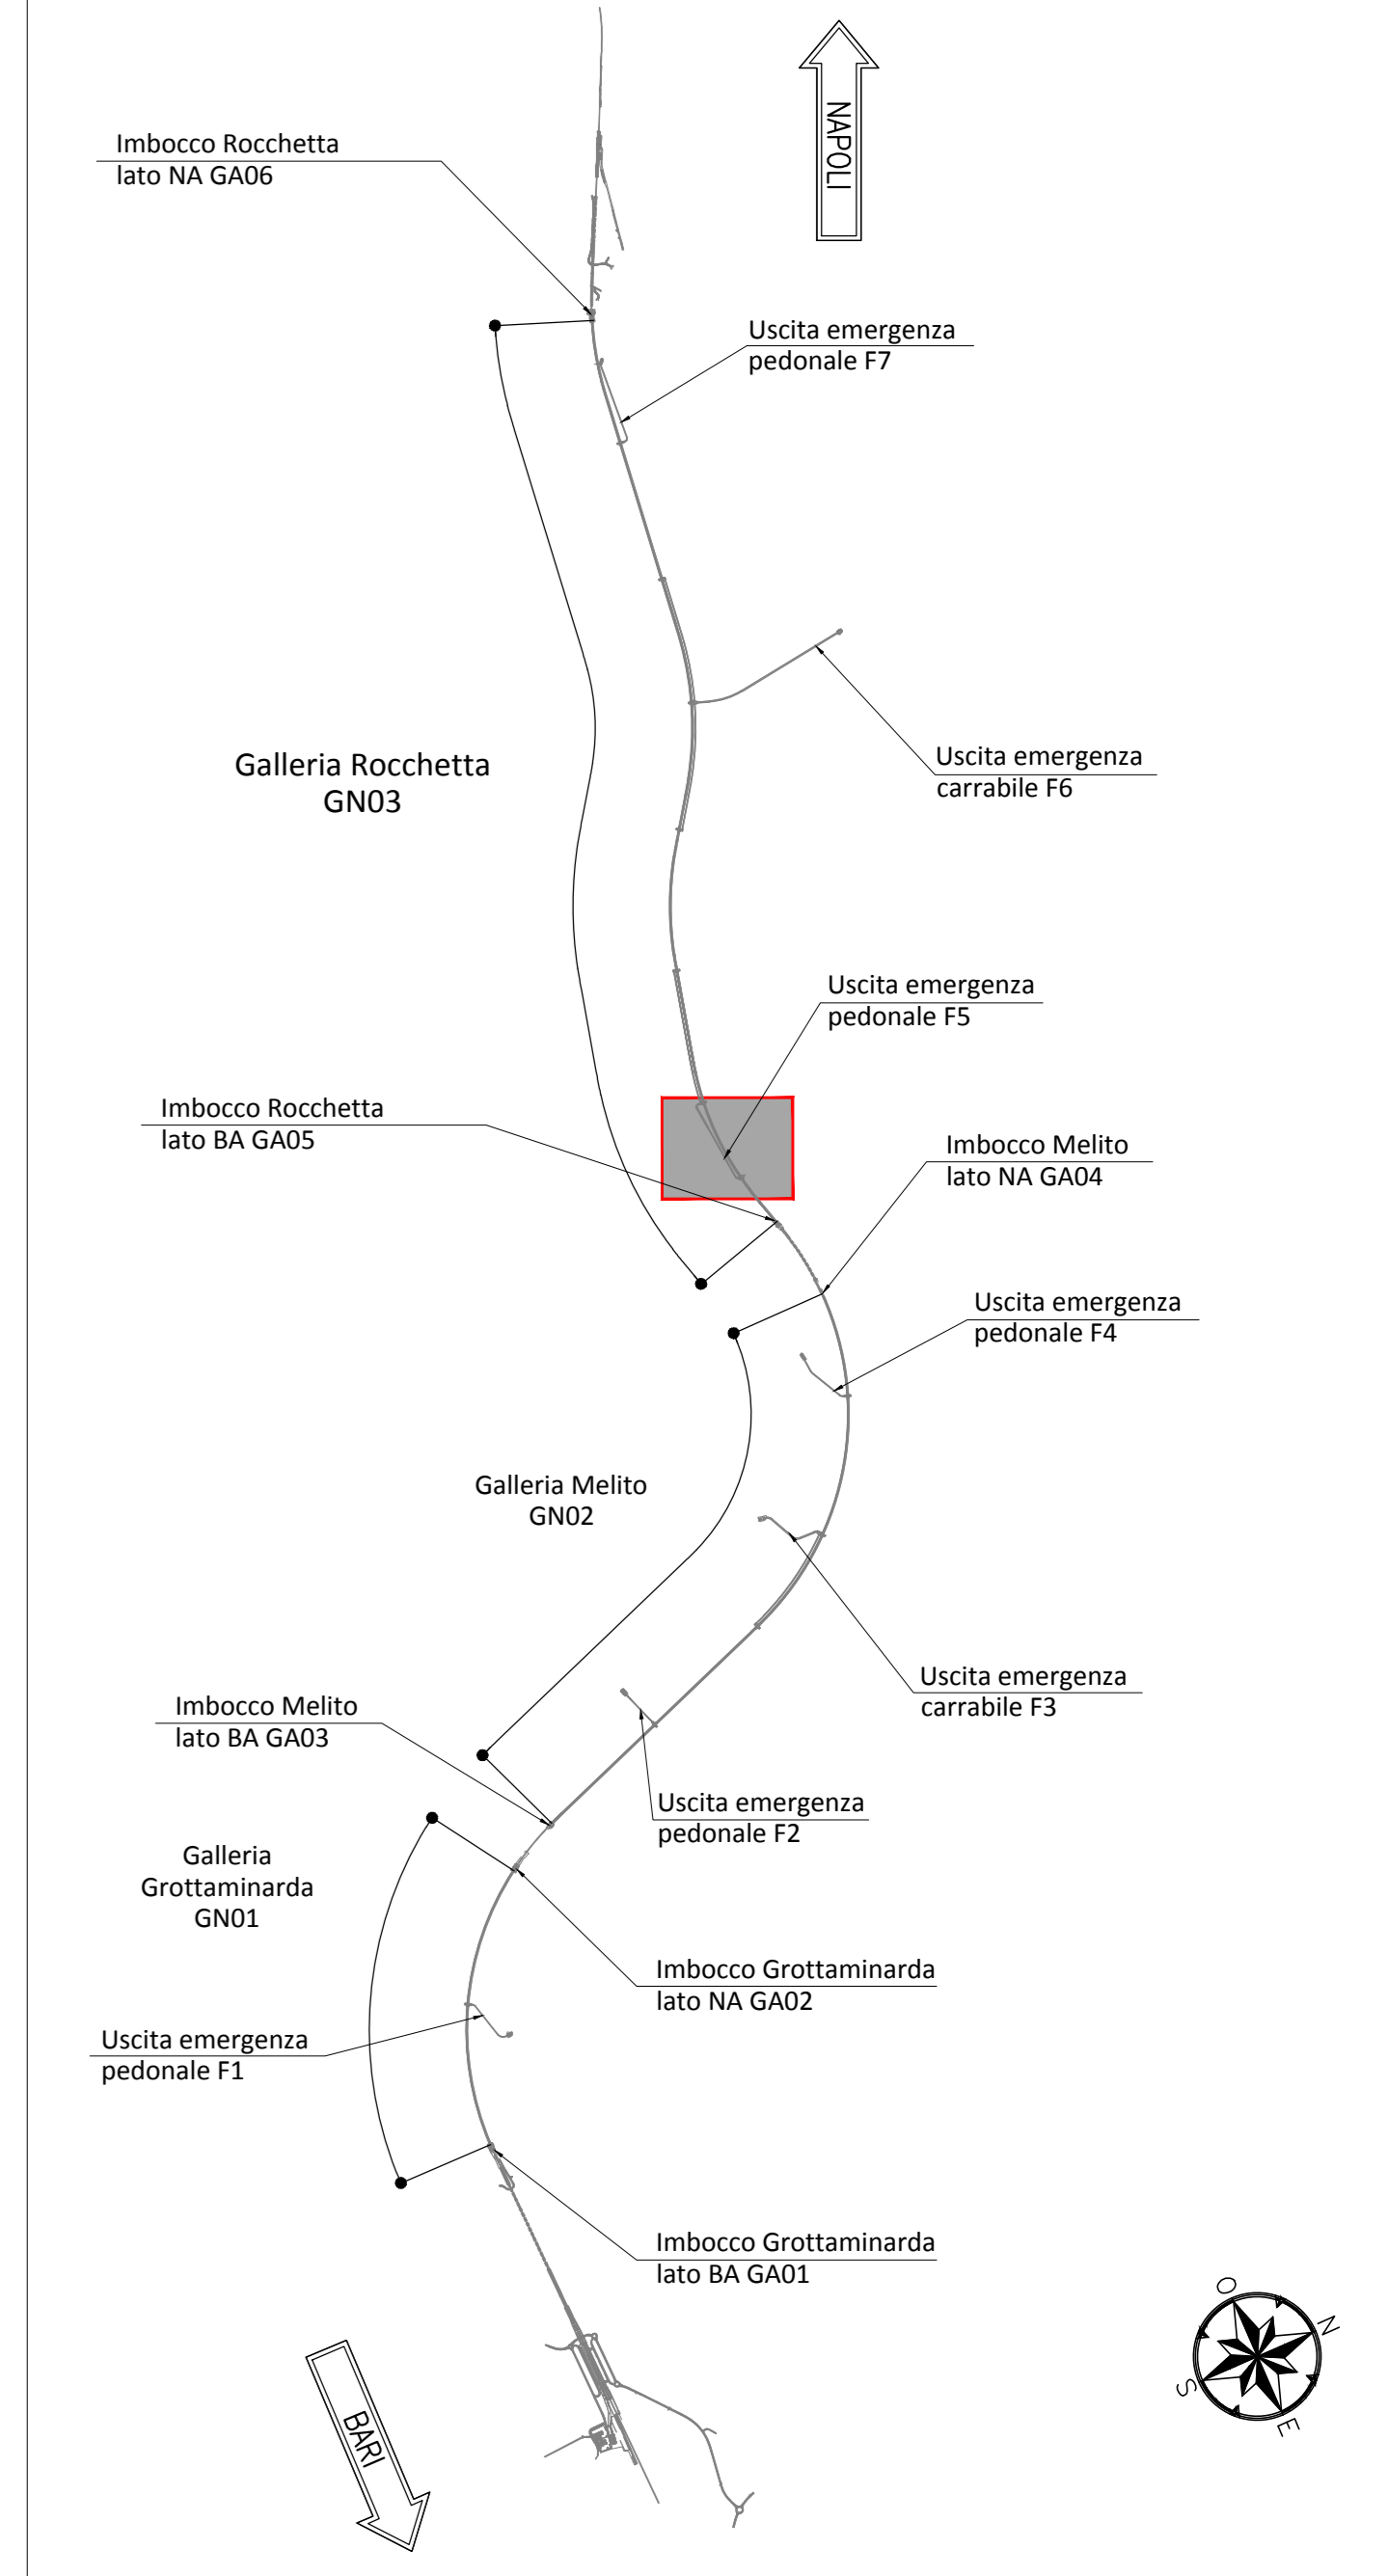 NAPOLI
Imbocco Rocchetta
lato NA GA06
Uscita emergenza
pedonale F7
Uscita emergenza
carrabile F6
Galleria Rocchetta
GN03
Uscita emergenza
pedonale F5
Imbocco Rocchetta
lato BA GA05
Imbocco Melito
lato NA GA04
Uscita emergenza
pedonale F4
Galleria Melito
GN02
Uscita emergenza
carrabile F3
Imbocco Melito
lato BA GA03
Uscita emergenza
pedonale F2
Galleria
Grottaminarda
GN01
Imbocco Grottaminarda
lato NA GA02
Uscita emergenza
pedonale F1
Imbocco Grottaminarda
lato BA GA01
O
N
S
E
BARI